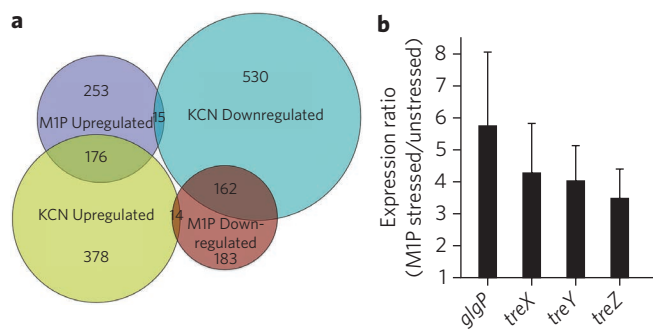 a
253
530
M1P Upregulated
15
KCN Downregulated
176
162
KCN Upregulated
14
M1P Down-
regulated
378
183
b
Expression ratio
(M1P stressed/unstressed)
8
7
6
5
4
3
2
1
glgP
treX
treY
treZ